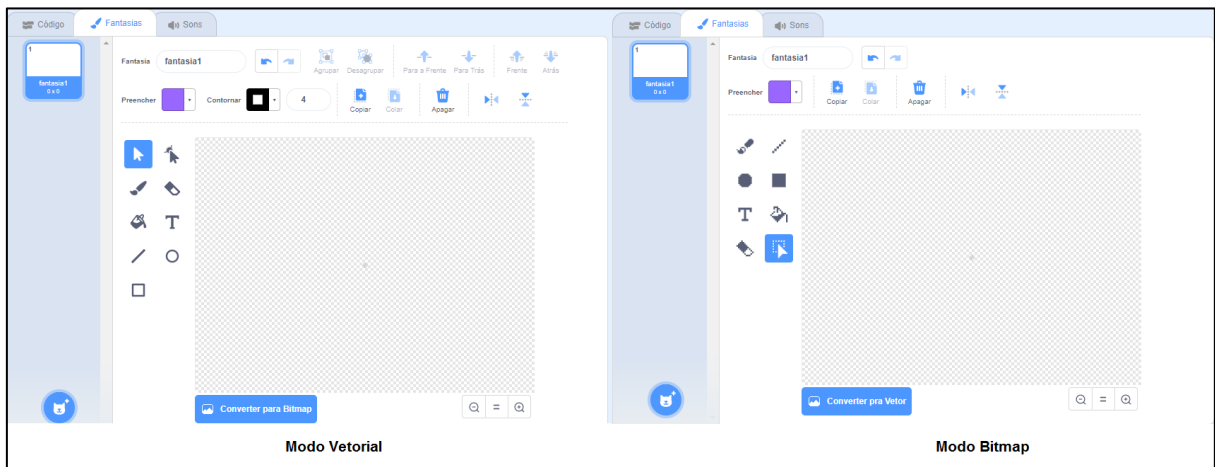 Código Fantasias Sons
1
fantasia1
0 x 0
Fantasia fantasia1
Agrupar Desagrupar Para a Frente Para Trás Frente Atrás
Preencher Contornar 4
Copiar Colar Apagar
T
Converter para Bitmap
=
Modo Vetorial
Código Fantasias Sons
1
fantasia1
0 x 0
Fantasia fantasia1
Preencher
Copiar Colar Apagar
T
Converter pra Vetor
=
Modo Bitmap